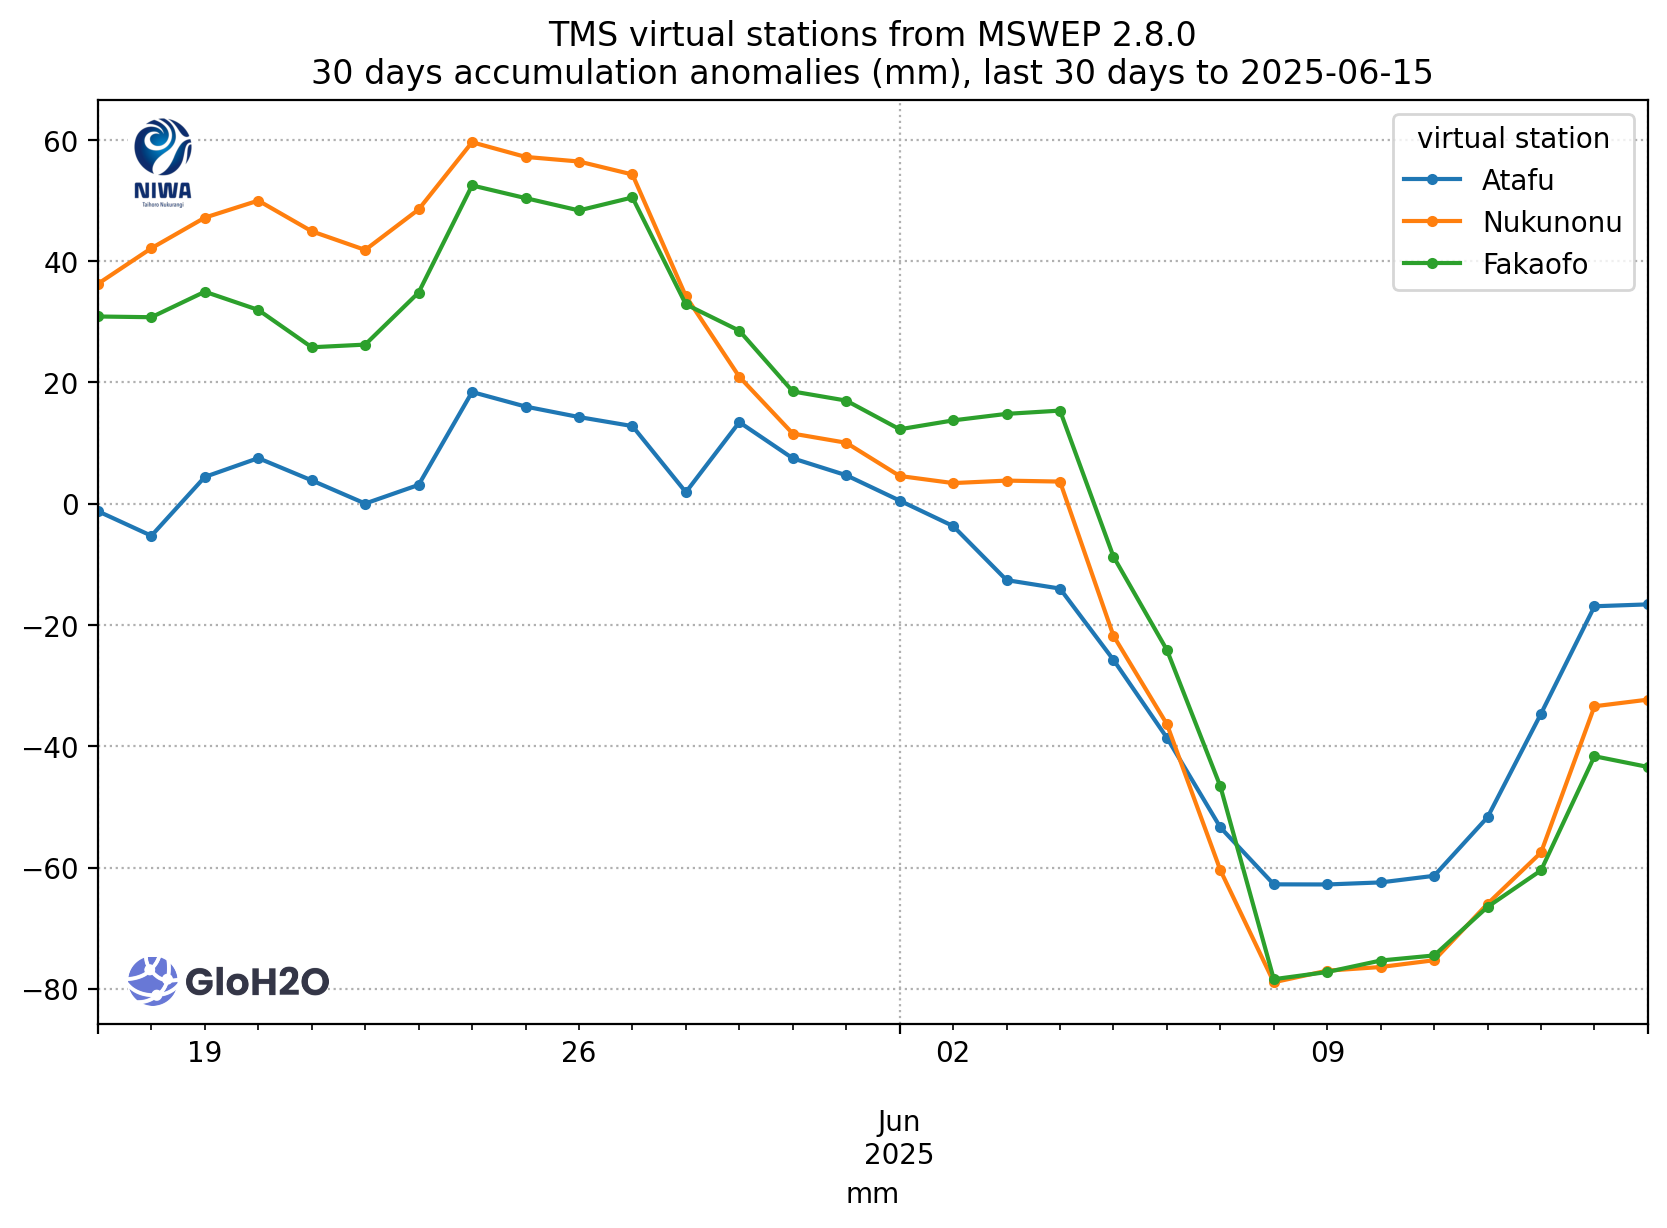 TMS virtual stations from MSWEP 2.8.0
30 days accumulation anomalies (mm), last 30 days to 2025-06-15
NIWA
Taihoro Nukurangi
virtual station
Atafu
Nukunonu
Fakaofo
60
40
20
0
−20
−40
−60
−80
GloH2O
19
26
02
09
Jun
2025
mm